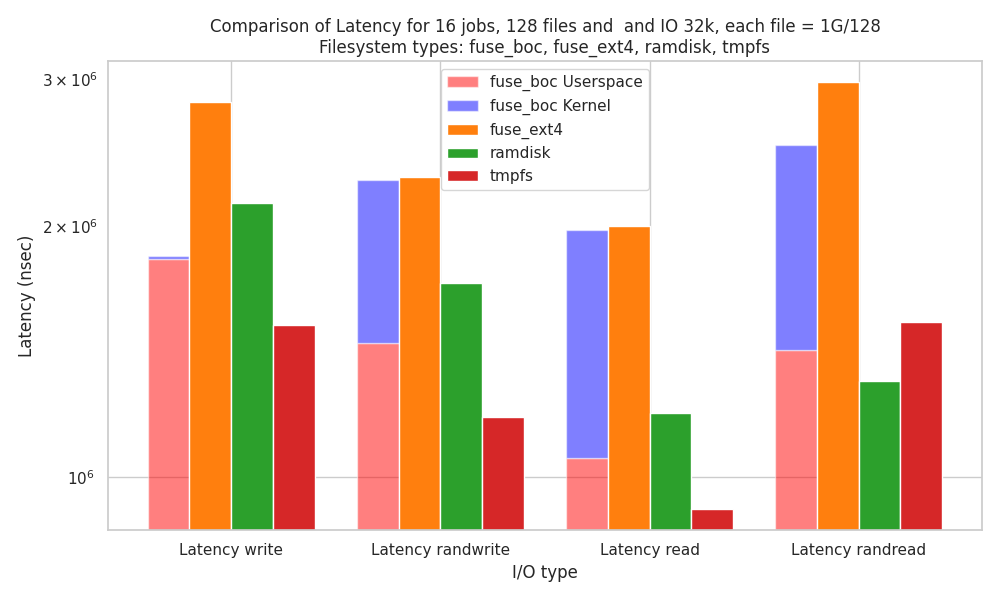 Comparison of Latency for 16 jobs, 128 files and  and IO 32k, each file = 1G/128
Filesystem types: fuse_boc, fuse_ext4, ramdisk, tmpfs
3 × 10⁶
2 × 10⁶
10⁶
Latency (nsec)
fuse_boc Userspace
fuse_boc Kernel
fuse_ext4
ramdisk
tmpfs
Latency write
Latency randwrite
Latency read
Latency randread
I/O type